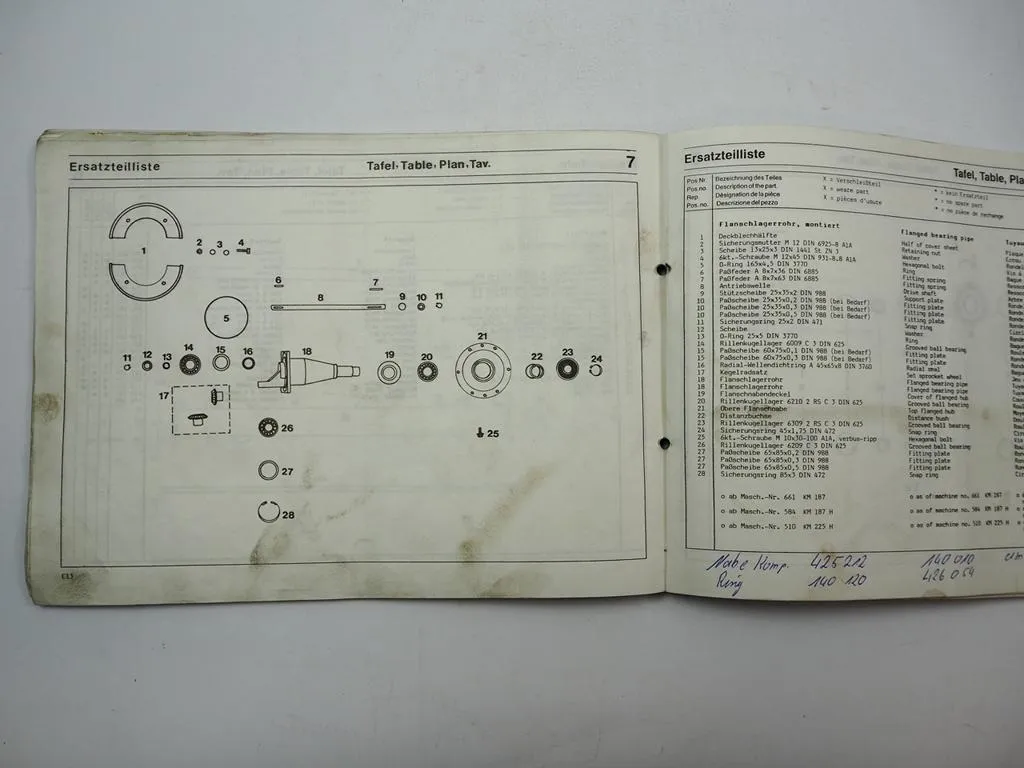 Ersatzteilliste Tafel, Table, Plan, Tav. 7
1
2 3 4
5
6 7
8 9 10 11
11 12 13 14 15 16 18 19 20 21 22 23 24
17
25
26
27
28
Ersatzteilliste
Tafel, Table, Pla
Pos Nr. Bezeichnung des Teiles X = Verschleißteil * = kein Ersatzteil
Pos no. Description of the part X = weare part * = no spare part
Rep. Désignation de la pièce X = pièces d'usute * = no pièce de rechange
Pos. no. Descrizione del pezzo
Flanschlagerrohr, montiert Flanged bearing pipe
1 Deckblechhälfte Half of cover sheet
2 Sicherungsmutter M 12 DIN 6925-8 A1A Retaining nut
3 Scheibe 13x25x3 DIN 1441 St ZN 3 Washer
4 6kt.-Schraube M 12x45 DIN 931-8.8 A1A Hexagonal bolt
5 O-Ring 165x4,5 DIN 3770 Ring
6 Paßfeder A 8x7x36 DIN 6885 Fitting spring
7 Paßfeder A 8x7x63 DIN 6885 Fitting spring
8 Antriebswelle Drive shaft
9 Stützscheibe 25x35x2 DIN 988 Support plate
10 Paßscheibe 25x35x0,2 DIN 988 (bei Bedarf) Fitting plate
10 Paßscheibe 25x35x0,3 DIN 988 (bei Bedarf) Fitting plate
10 Paßscheibe 25x35x0,5 DIN 988 (bei Bedarf) Fitting plate
11 Sicherungsring 25x2 DIN 471 Snap ring
12 Scheibe Washer
13 O-Ring 25x5 DIN 3770 Ring
14 Rillenkugellager 6009 C 3 DIN 625 Grooved ball bearing
15 Paßscheibe 60x75x0,1 DIN 988 (bei Bedarf) Fitting plate
15 Paßscheibe 60x75x0,3 DIN 988 (bei Bedarf) Fitting plate
16 Radial-Wellendichtring A 45x65x8 DIN 3760 Radial smal
17 Kegelradsatz Set sprocket wheel
18 Flanschlagerrohr Flanged bearing pipe
18 Flanschlagerrohr Flanged bearing pipe
19 Flanschnabendeckel Cover of flanged hub
20 Rillenkugellager 6210 2 RS C 3 DIN 625 Grooved ball bearing
21 Obere Flanschnabe Top flanged hub
22 Distanzbuchse Distance bush
23 Rillenkugellager 6309 2 RS C 3 DIN 625 Grooved ball bearing
24 Sicherungsring 45x1,75 DIN 472 Snap ring
25 6kt.-Schraube M 10x30-100 A1A, verbus-ripp Hexagonal bolt
26 Rillenkugellager 6209 C 3 DIN 625 Grooved ball bearing
27 Paßscheibe 65x85x0,2 DIN 988 Fitting plate
27 Paßscheibe 65x85x0,3 DIN 988 Fitting plate
27 Paßscheibe 65x85x0,5 DIN 988 Fitting plate
28 Sicherungsring 85x3 DIN 472 Snap ring
o ab Masch.-Nr. 661 KM 187 o as of machine no. 661 KM 187
o ab Masch.-Nr. 584 KM 187 H o as of machine no. 584 KM 187 H
o ab Masch.-Nr. 510 KM 225 H o as of machine no. 510 KM 225 H
Nabe Komp. 425212 140 010
Ring 140 120 426 054